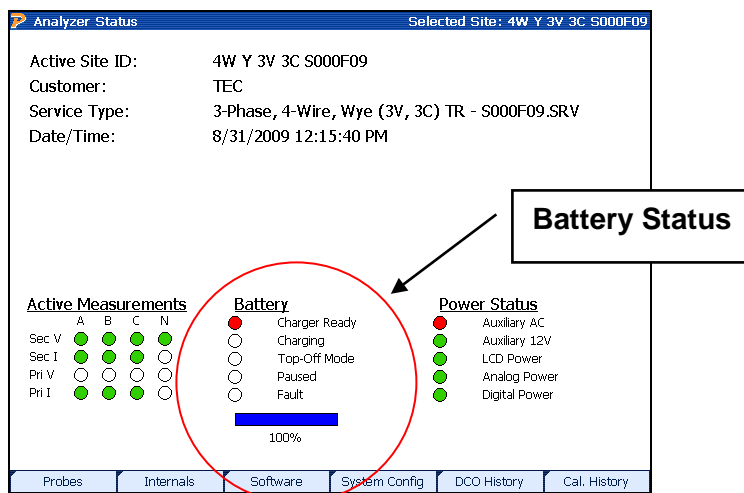 Analyzer Status Selected Site: 4W Y 3V 3C S000F09
Active Site ID: 4W Y 3V 3C S000F09
Customer: TEC
Service Type: 3-Phase, 4-Wire, Wye (3V, 3C) TR - S000F09.SRV
Date/Time: 8/31/2009 12:15:40 PM
Battery Status
Active Measurements
A B C N
Sec V
Sec I
Pri V
Pri I
Battery
Charger Ready
Charging
Top-Off Mode
Paused
Fault
100%
Power Status
Auxiliary AC
Auxiliary 12V
LCD Power
Analog Power
Digital Power
Probes Internals Software System Config DCO History Cal. History